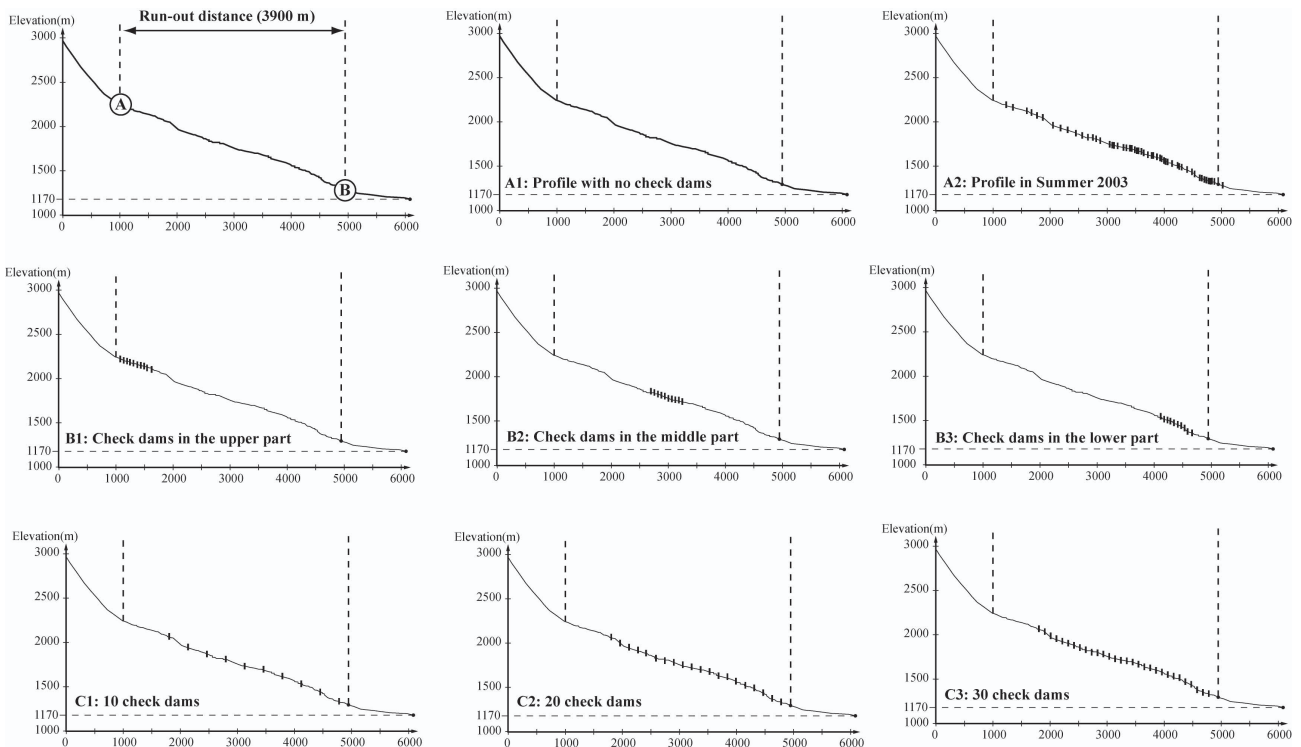 Elevation(m)
Run-out distance (3900 m)
3000
2500
2000
1500
1170
1000
A
B
0 1000 2000 3000 4000 5000 6000
Elevation(m)
3000
2500
2000
1500
1170
1000
A1: Profile with no check dams
0 1000 2000 3000 4000 5000 6000
Elevation(m)
3000
2500
2000
1500
1170
1000
A2: Profile in Summer 2003
0 1000 2000 3000 4000 5000 6000
Elevation(m)
3000
2500
2000
1500
1170
1000
B1: Check dams in the upper part
0 1000 2000 3000 4000 5000 6000
Elevation(m)
3000
2500
2000
1500
1170
1000
B2: Check dams in the middle part
0 1000 2000 3000 4000 5000 6000
Elevation(m)
3000
2500
2000
1500
1170
1000
B3: Check dams in the lower part
0 1000 2000 3000 4000 5000 6000
Elevation(m)
3000
2500
2000
1500
1170
1000
C1: 10 check dams
0 1000 2000 3000 4000 5000 6000
Elevation(m)
3000
2500
2000
1500
1170
1000
C2: 20 check dams
0 1000 2000 3000 4000 5000 6000
Elevation(m)
3000
2500
2000
1500
1170
1000
C3: 30 check dams
0 1000 2000 3000 4000 5000 6000